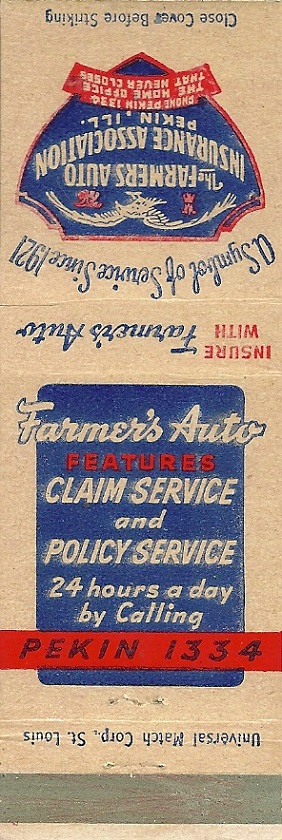 Close Cover Before Striking
A Symbol of Service Since 1921
The FARMERS AUTO
INSURANCE ASSOCIATION
PEKIN, ILL.
PHONE PEKIN 1334
THE HOME OFFICE
THAT NEVER CLOSES
INSURE
WITH Farmer's Auto
Farmer's Auto
FEATURES
CLAIM SERVICE
and
POLICY SERVICE
24 hours a day
by Calling
PEKIN 1334
Universal Match Corp., St. Louis